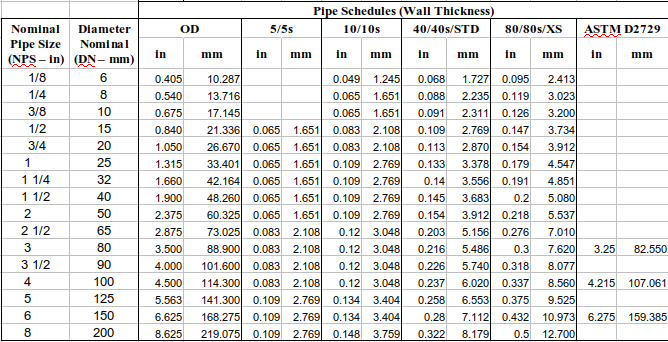 Pipe Schedules (Wall Thickness)
Nominal Diameter OD 5/5s 10/10s 40/40s/STD 80/80s/XS ASTM D2729
Pipe Size Nominal
(NPS – in) (DN – mm) in mm in mm in mm in mm in mm in mm
1/8 6 0.405 10.287 0.049 1.245 0.068 1.727 0.095 2.413
1/4 8 0.540 13.716 0.065 1.651 0.088 2.235 0.119 3.023
3/8 10 0.675 17.145 0.065 1.651 0.091 2.311 0.126 3.200
1/2 15 0.840 21.336 0.065 1.651 0.083 2.108 0.109 2.769 0.147 3.734
3/4 20 1.050 26.670 0.065 1.651 0.083 2.108 0.113 2.870 0.154 3.912
1 25 1.315 33.401 0.065 1.651 0.109 2.769 0.133 3.378 0.179 4.547
1 1/4 32 1.660 42.164 0.065 1.651 0.109 2.769 0.14 3.556 0.191 4.851
1 1/2 40 1.900 48.260 0.065 1.651 0.109 2.769 0.145 3.683 0.2 5.080
2 50 2.375 60.325 0.065 1.651 0.109 2.769 0.154 3.912 0.218 5.537
2 1/2 65 2.875 73.025 0.083 2.108 0.12 3.048 0.203 5.156 0.276 7.010
3 80 3.500 88.900 0.083 2.108 0.12 3.048 0.216 5.486 0.3 7.620 3.25 82.550
3 1/2 90 4.000 101.600 0.083 2.108 0.12 3.048 0.226 5.740 0.318 8.077
4 100 4.500 114.300 0.083 2.108 0.12 3.048 0.237 6.020 0.337 8.560 4.215 107.061
5 125 5.563 141.300 0.109 2.769 0.134 3.404 0.258 6.553 0.375 9.525
6 150 6.625 168.275 0.109 2.769 0.134 3.404 0.28 7.112 0.432 10.973 6.275 159.385
8 200 8.625 219.075 0.109 2.769 0.148 3.759 0.322 8.179 0.5 12.700